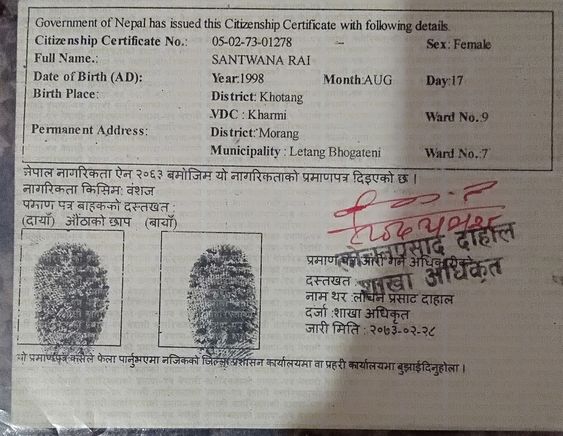 Government of Nepal has issued this Citizenship Certificate with following details.
Citizenship Certificate No.: 05-02-73-01278 Sex: Female
Full Name.: SANTWANA RAI
Date of Birth (AD): Year:1998 Month:AUG Day:17
Birth Place: District: Khotang
VDC : Kharmi Ward No.:9
Permanent Address: District:Morang
Municipality : Letang Bhogateni Ward No.:7
नेपाल नागरिकता ऐन २०६३ बमोजिम यो नागरिकताको प्रमाणपत्र दिइएको छ ।
नागरिकता किसिम: वंशज
प्रमाण पत्र बाहकको दस्तखत :
(दायाँ) औंठाको छाप (बायाँ)
लोचनप्रसाद दाहाल
शाखा अधिकृत
प्रमाण पत्र जारी गर्ने
दस्तखत :
नाम थर :लोचन प्रसाद दाहाल
दर्जा :शाखा अधिकृत
जारी मिति : २०७३-०२-२८
यो प्रमाणपत्र कसैले फेला पार्नुभएमा नजिकको जिल्ला प्रशासन कार्यालयमा वा प्रहरी कार्यालयमा बुझाईदिनुहोला ।